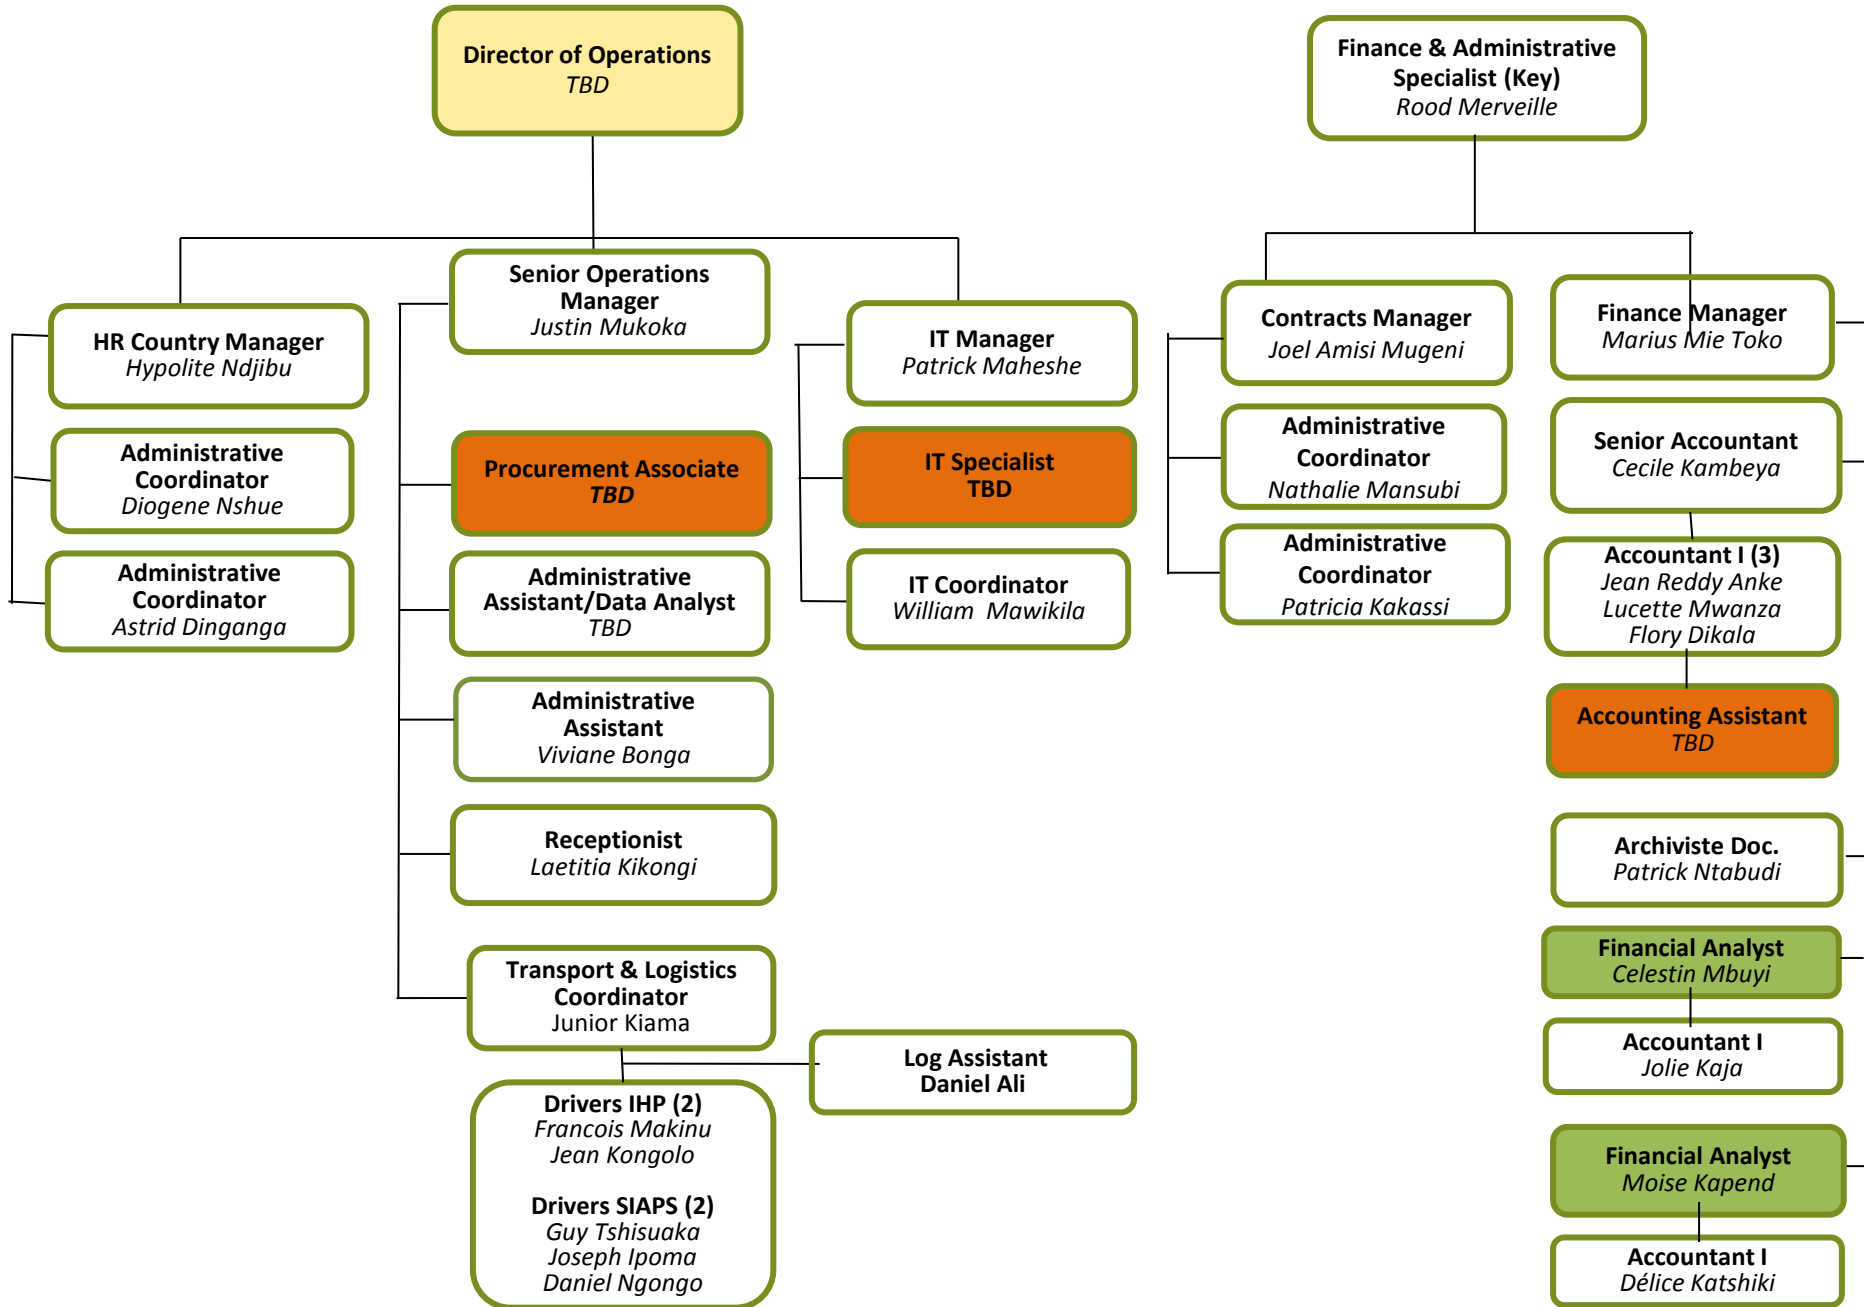 Director of Operations
TBD
Finance & Administrative
Specialist (Key)
Rood Merveille
HR Country Manager
Hypolite Ndjibu
Administrative
Coordinator
Diogene Nshue
Administrative
Coordinator
Astrid Dinganga
Senior Operations
Manager
Justin Mukoka
Procurement Associate
TBD
Administrative
Assistant/Data Analyst
TBD
Administrative
Assistant
Viviane Bonga
Receptionist
Laetitia Kikongi
Transport & Logistics
Coordinator
Junior Kiama
Log Assistant
Daniel Ali
Drivers IHP (2)
Francois Makinu
Jean Kongolo
Drivers SIAPS (2)
Guy Tshisuaka
Joseph Ipoma
Daniel Ngongo
IT Manager
Patrick Maheshe
IT Specialist
TBD
IT Coordinator
William  Mawikila
Contracts Manager
Joel Amisi Mugeni
Administrative
Coordinator
Nathalie Mansubi
Administrative
Coordinator
Patricia Kakassi
Finance Manager
Marius Mie Toko
Senior Accountant
Cecile Kambeya
Accountant I (3)
Jean Reddy Anke
Lucette Mwanza
Flory Dikala
Accounting Assistant
TBD
Archiviste Doc.
Patrick Ntabudi
Financial Analyst
Celestin Mbuyi
Accountant I
Jolie Kaja
Financial Analyst
Moise Kapend
Accountant I
Délice Katshiki